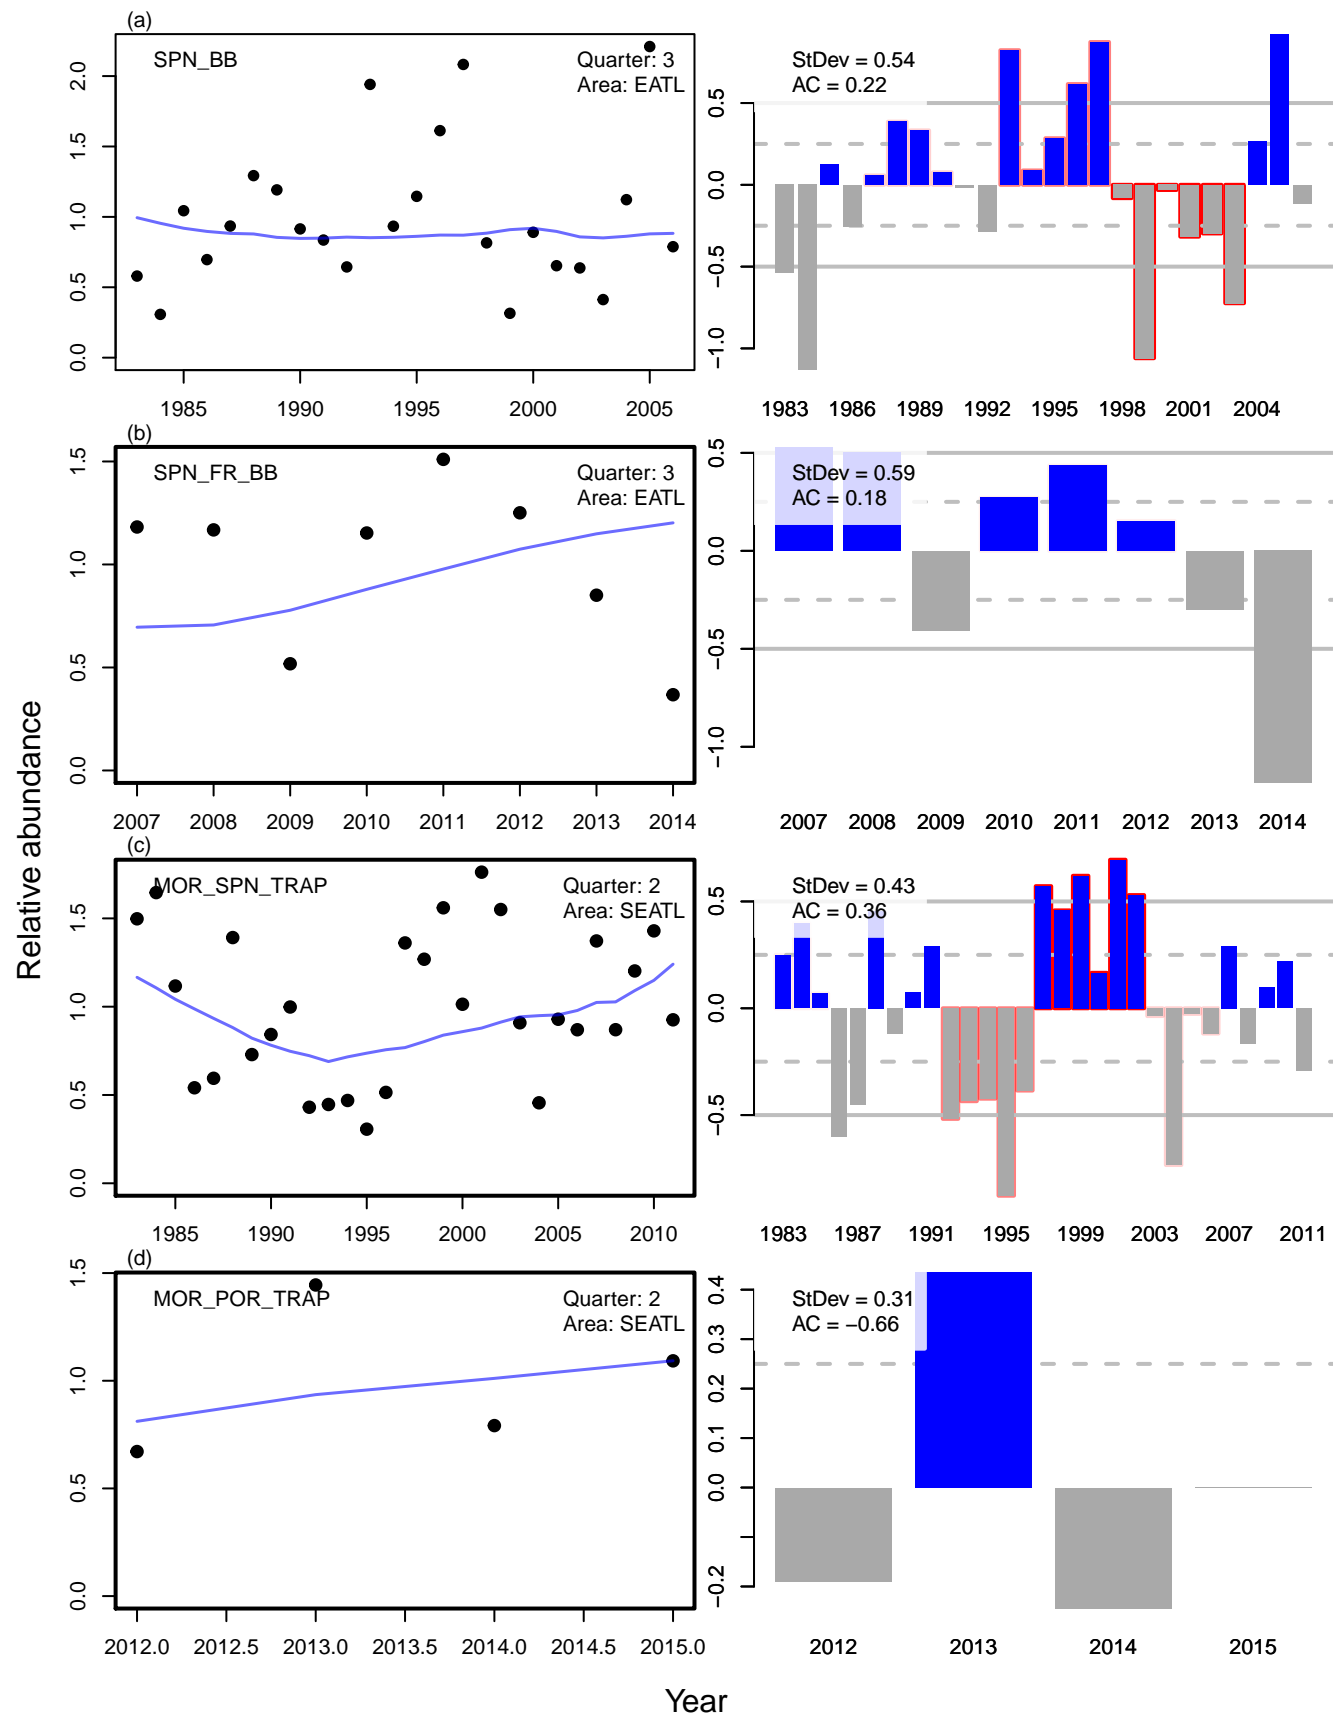 (a)
SPN_BB
Quarter: 3
Area: EATL
0.0 0.5 1.0 1.5 2.0
1985 1990 1995 2000 2005
StDev = 0.54
AC = 0.22
−1.0 −0.5 0.0 0.5
1983 1986 1989 1992 1995 1998 2001 2004
(b)
SPN_FR_BB
Quarter: 3
Area: EATL
0.0 0.5 1.0 1.5
2007 2008 2009 2010 2011 2012 2013 2014
StDev = 0.59
AC = 0.18
−1.0 −0.5 0.0 0.5
2007 2008 2009 2010 2011 2012 2013 2014
(c)
MOR_SPN_TRAP
Quarter: 2
Area: SEATL
0.0 0.5 1.0 1.5
1985 1990 1995 2000 2005 2010
StDev = 0.43
AC = 0.36
−0.5 0.0 0.5
1983 1987 1991 1995 1999 2003 2007 2011
(d)
MOR_POR_TRAP
Quarter: 2
Area: SEATL
0.0 0.5 1.0 1.5
2012.0 2012.5 2013.0 2013.5 2014.0 2014.5 2015.0
StDev = 0.31
AC = −0.66
−0.2 0.0 0.1 0.2 0.3 0.4
2012 2013 2014 2015
Relative abundance
Year